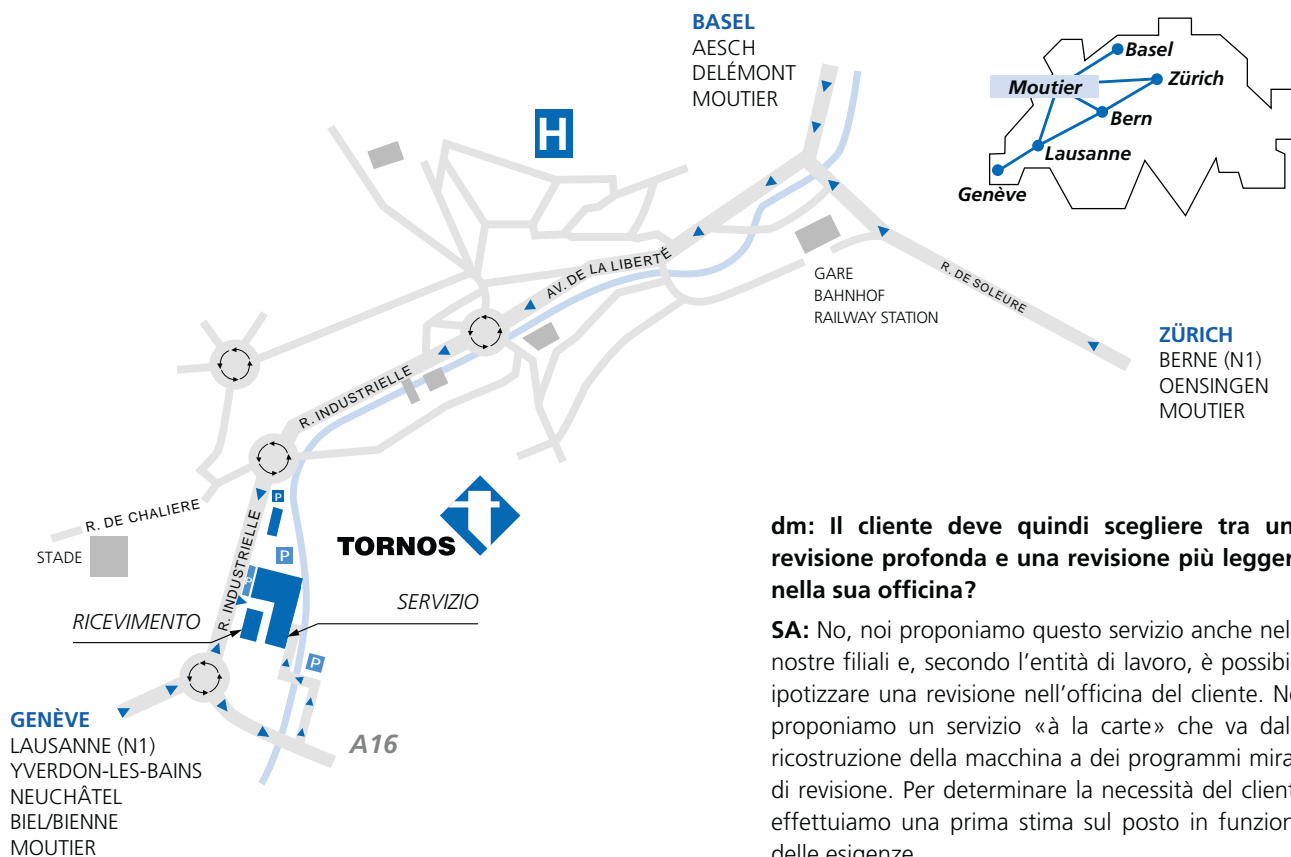 BASEL
AESCH
DELÉMONT
MOUTIER
H
Basel
Moutier
Zürich
Bern
Lausanne
Genève
AV. DE LA LIBERTÉ
GARE
BAHNHOF
RAILWAY STATION
R. DE SOLEURE
ZÜRICH
BERNE (N1)
OENSINGEN
MOUTIER
R. INDUSTRIELLE
R. DE CHALIERE
STADE
P
P
P
P
R. INDUSTRIELLE
TORNOS
RICEVIMENTO
SERVIZIO
GENÈVE
LAUSANNE (N1)
YVERDON-LES-BAINS
NEUCHÂTEL
BIEL/BIENNE
MOUTIER
A16
dm: Il cliente deve quindi scegliere tra un
revisione profonda e una revisione più legger
nella sua officina?
SA: No, noi proponiamo questo servizio anche nel
nostre filiali e, secondo l'entità di lavoro, è possibi
ipotizzare una revisione nell'officina del cliente. No
proponiamo un servizio «à la carte» che va dal
ricostruzione della macchina a dei programmi mira
di revisione. Per determinare la necessità del client
effettuiamo una prima stima sul posto in funzion
delle esigenze